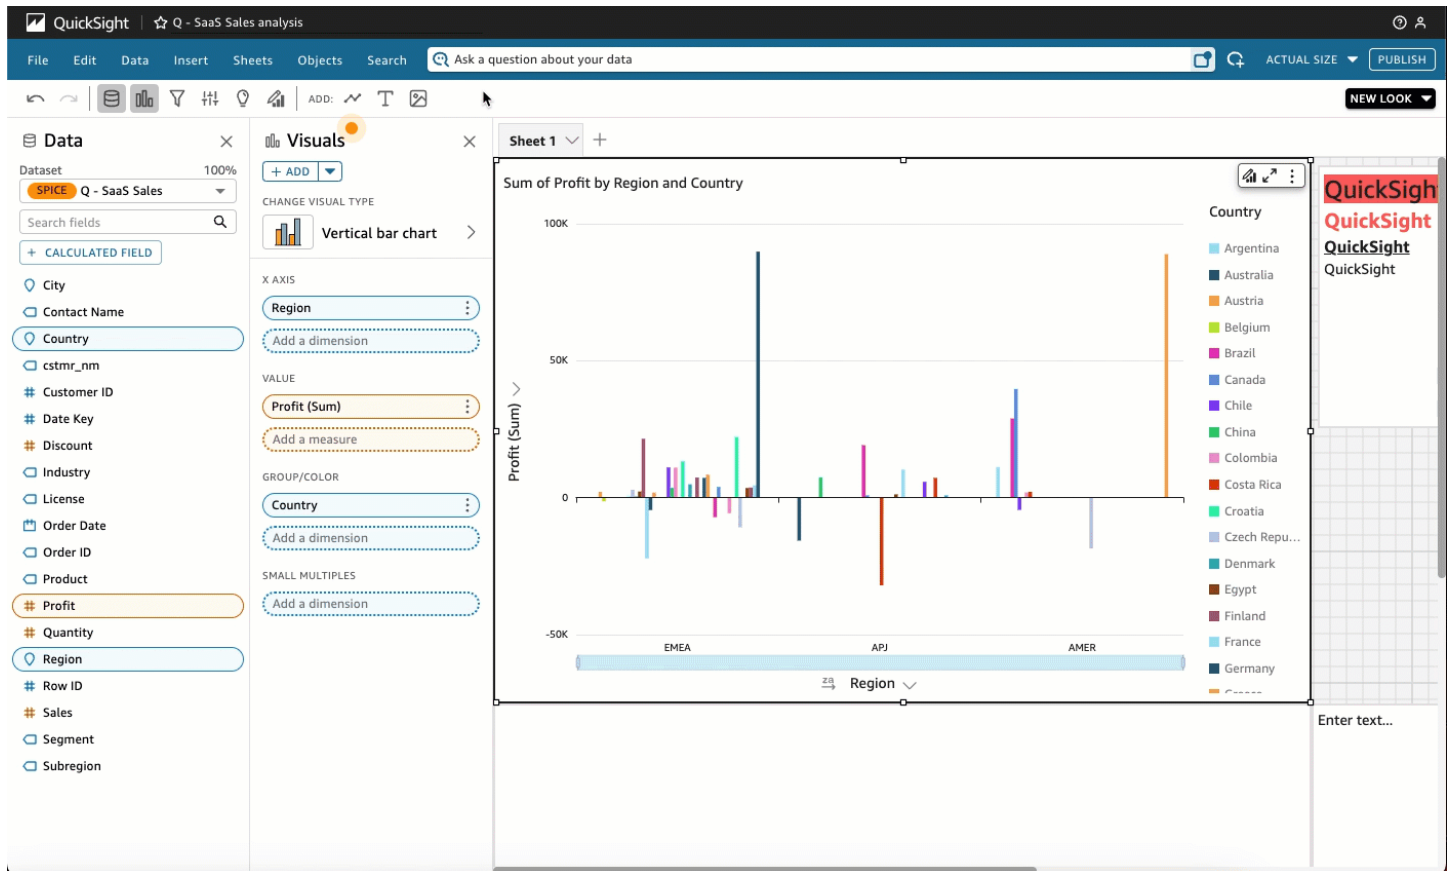 QuickSight
Q - SaaS Sales analysis
File Edit Data Insert Sheets Objects Search
Ask a question about your data
ACTUAL SIZE
PUBLISH
ADD:
NEW LOOK
Data
Dataset 100%
SPICE Q - SaaS Sales
Search fields
+ CALCULATED FIELD
City
Contact Name
Country
cstmr_nm
Customer ID
Date Key
Discount
Industry
License
Order Date
Order ID
Product
Profit
Quantity
Region
Row ID
Sales
Segment
Subregion
Visuals
+ ADD
CHANGE VISUAL TYPE
Vertical bar chart
X AXIS
Region
Add a dimension
VALUE
Profit (Sum)
Add a measure
GROUP/COLOR
Country
Add a dimension
SMALL MULTIPLES
Add a dimension
Sheet 1
Sum of Profit by Region and Country
Profit (Sum)
100K
50K
0
-50K
EMEA APJ AMER
Region
Country
Argentina
Australia
Austria
Belgium
Brazil
Canada
Chile
China
Colombia
Costa Rica
Croatia
Czech Repu...
Denmark
Egypt
Finland
France
Germany
QuickSigh
QuickSight
QuickSight
QuickSight
Enter text...